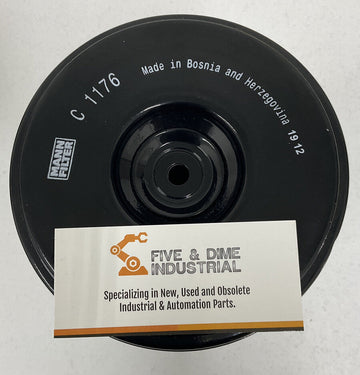 C 1176
Made in Bosnia and Herzegovina 19 12
MANN
FILTER
FIVE & DIME
INDUSTRIAL
Specializing in New, Used and Obsolete
Industrial & Automation Parts.